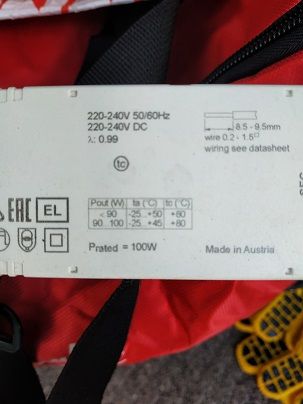 220-240V 50/60Hz
220-240V DC
λ: 0.99
8.5 - 9.5mm
wire 0.2 - 1.5□
wiring see datasheet
tc
EAC
EL
Pout (W) ta (°C) tc (°C)
< 90 -25...+50 +80
90...100 -25...+45 +80
Prated = 100W
Made in Austria
SEC